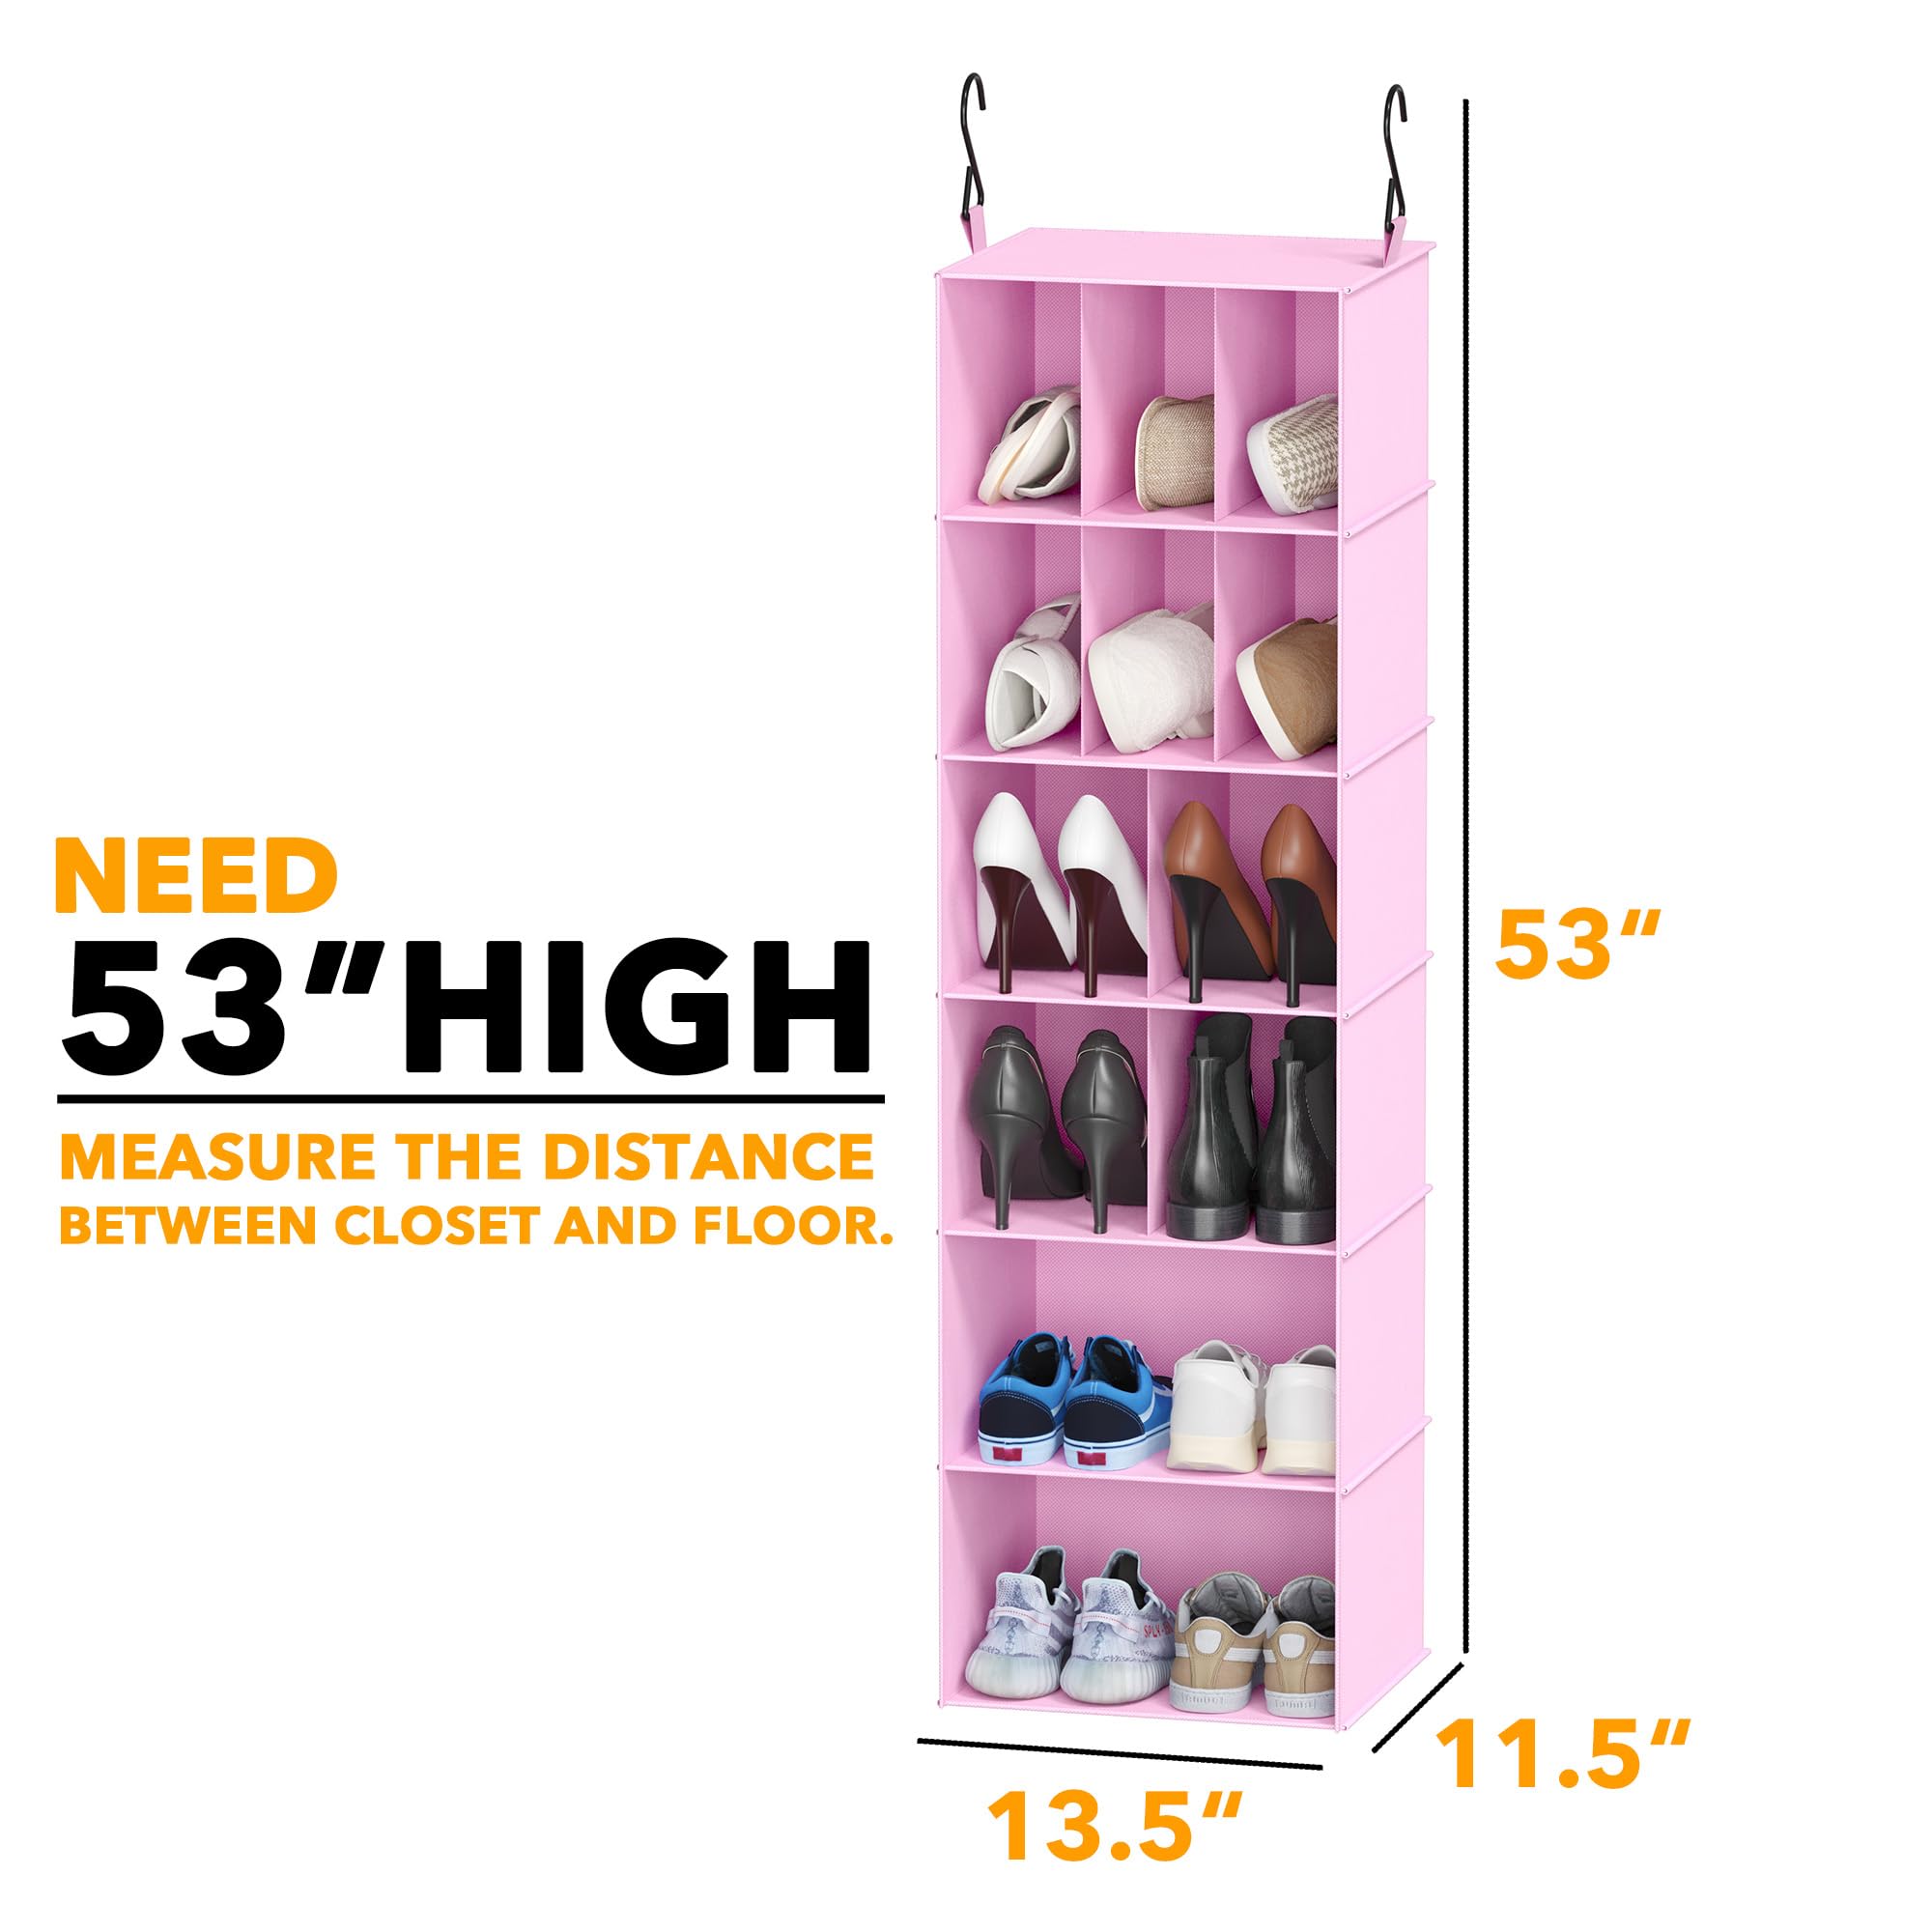 NEED
53"HIGH
MEASURE THE DISTANCE
BETWEEN CLOSET AND FLOOR.
53"
11.5"
13.5"